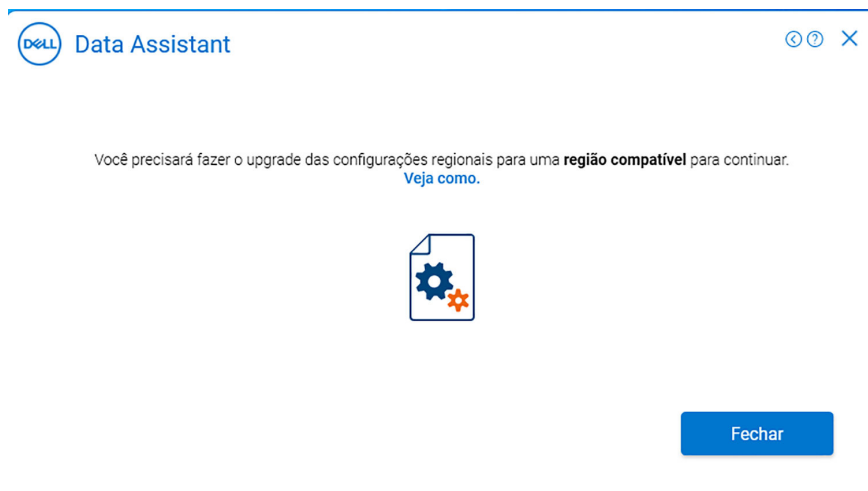 DELL Data Assistant
Você precisará fazer o upgrade das configurações regionais para uma região compatível para continuar.
Veja como.
Fechar